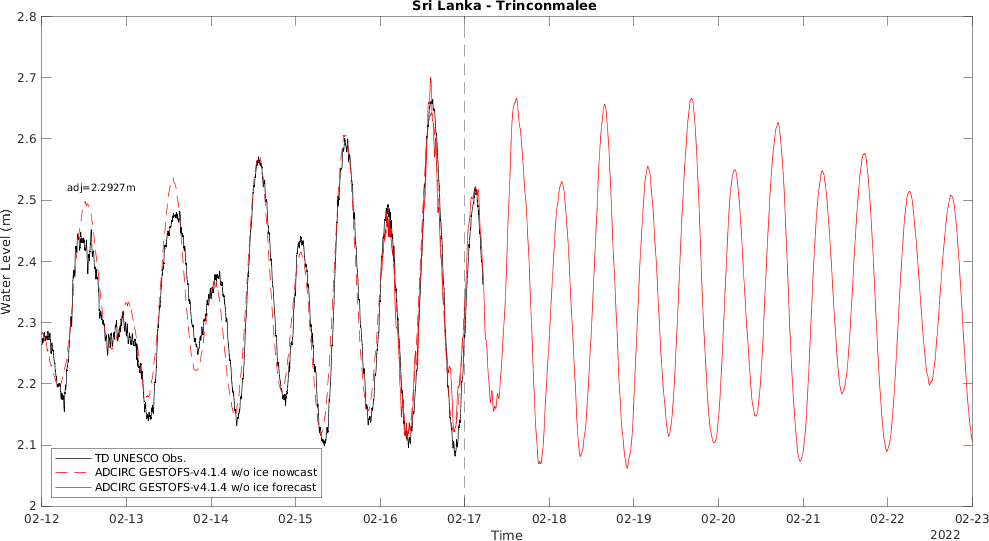 Sri Lanka - Trinconmalee
2.8
2.7
2.6
2.5
2.4
2.3
2.2
2.1
2
Water Level (m)
adj=2.2927m
TD UNESCO Obs.
ADCIRC GESTOFS-v4.1.4 w/o ice nowcast
ADCIRC GESTOFS-v4.1.4 w/o ice forecast
02-12 02-13 02-14 02-15 02-16 02-17 02-18 02-19 02-20 02-21 02-22 02-23
Time
2022